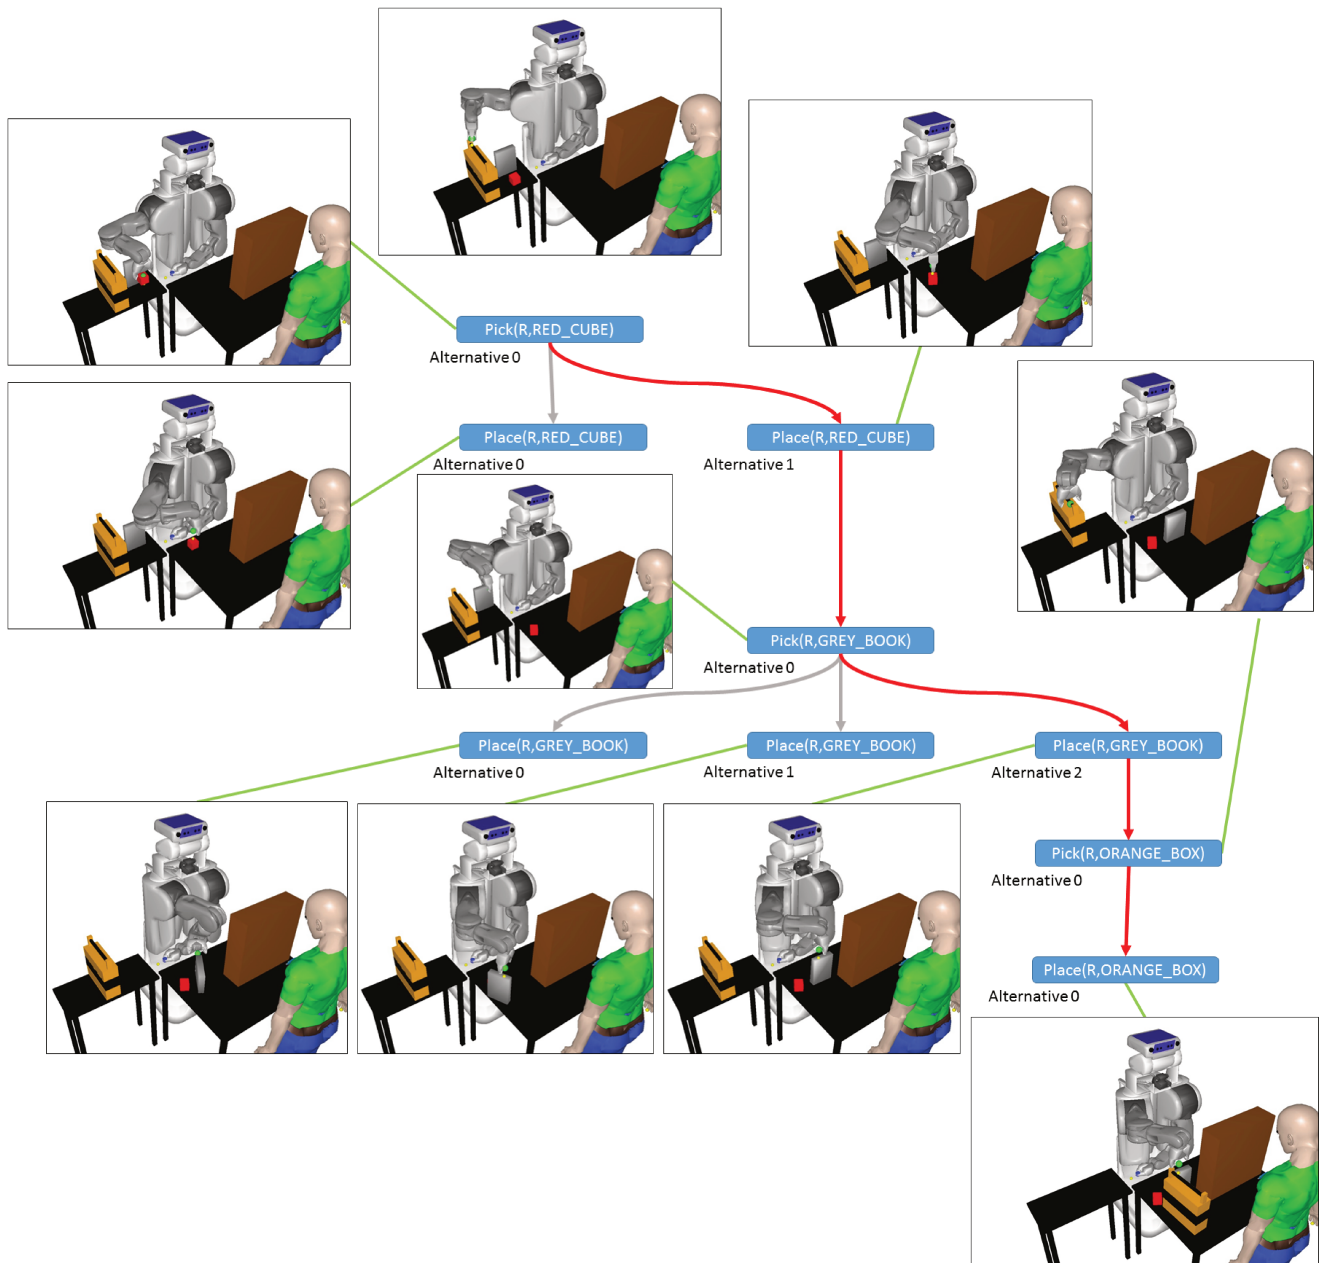 Pick(R,RED_CUBE)
Alternative 0
Place(R,RED_CUBE)
Alternative 0
Place(R,RED_CUBE)
Alternative 1
Pick(R,GREY_BOOK)
Alternative 0
Place(R,GREY_BOOK)
Alternative 0
Place(R,GREY_BOOK)
Alternative 1
Place(R,GREY_BOOK)
Alternative 2
Pick(R,ORANGE_BOX)
Alternative 0
Place(R,ORANGE_BOX)
Alternative 0